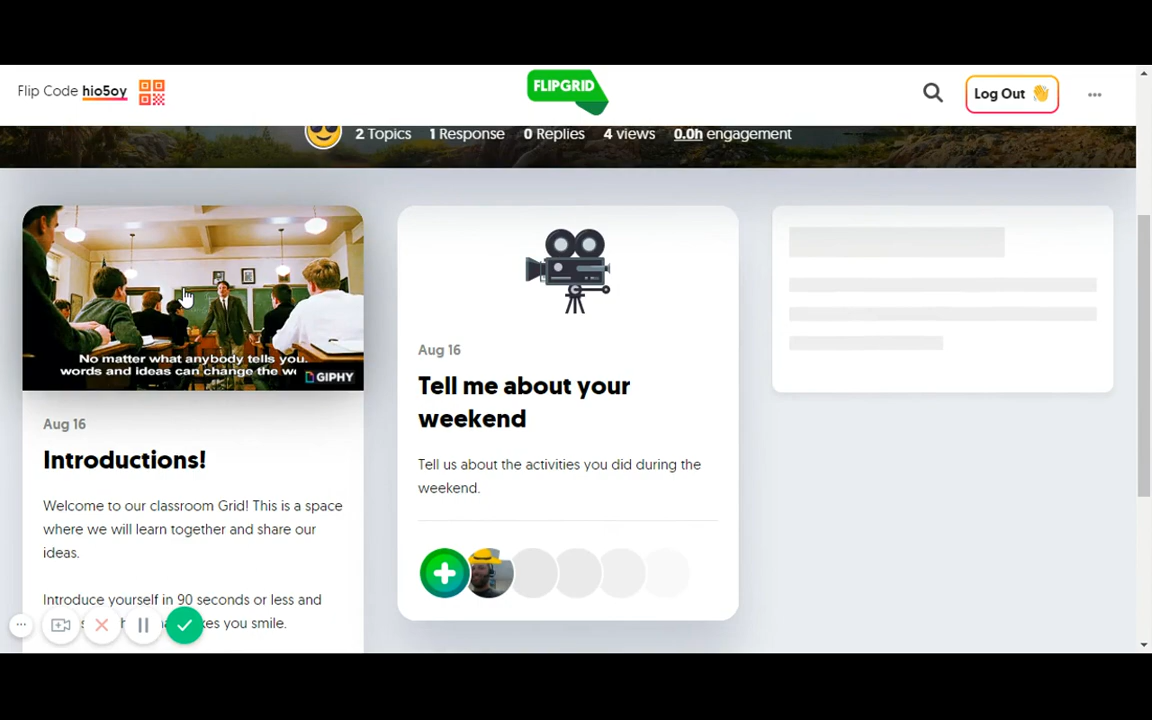 Flip Code hio5oy
FLIPGRID
Log Out
2 Topics 1 Response 0 Replies 4 views 0.0h engagement
No matter what anybody tells you,
words and ideas can change the w
GIPHY
Aug 16
Introductions!
Welcome to our classroom Grid! This is a space
where we will learn together and share our
ideas.
Introduce yourself in 90 seconds or less and
kes you smile.
Aug 16
Tell me about your
weekend
Tell us about the activities you did during the
weekend.